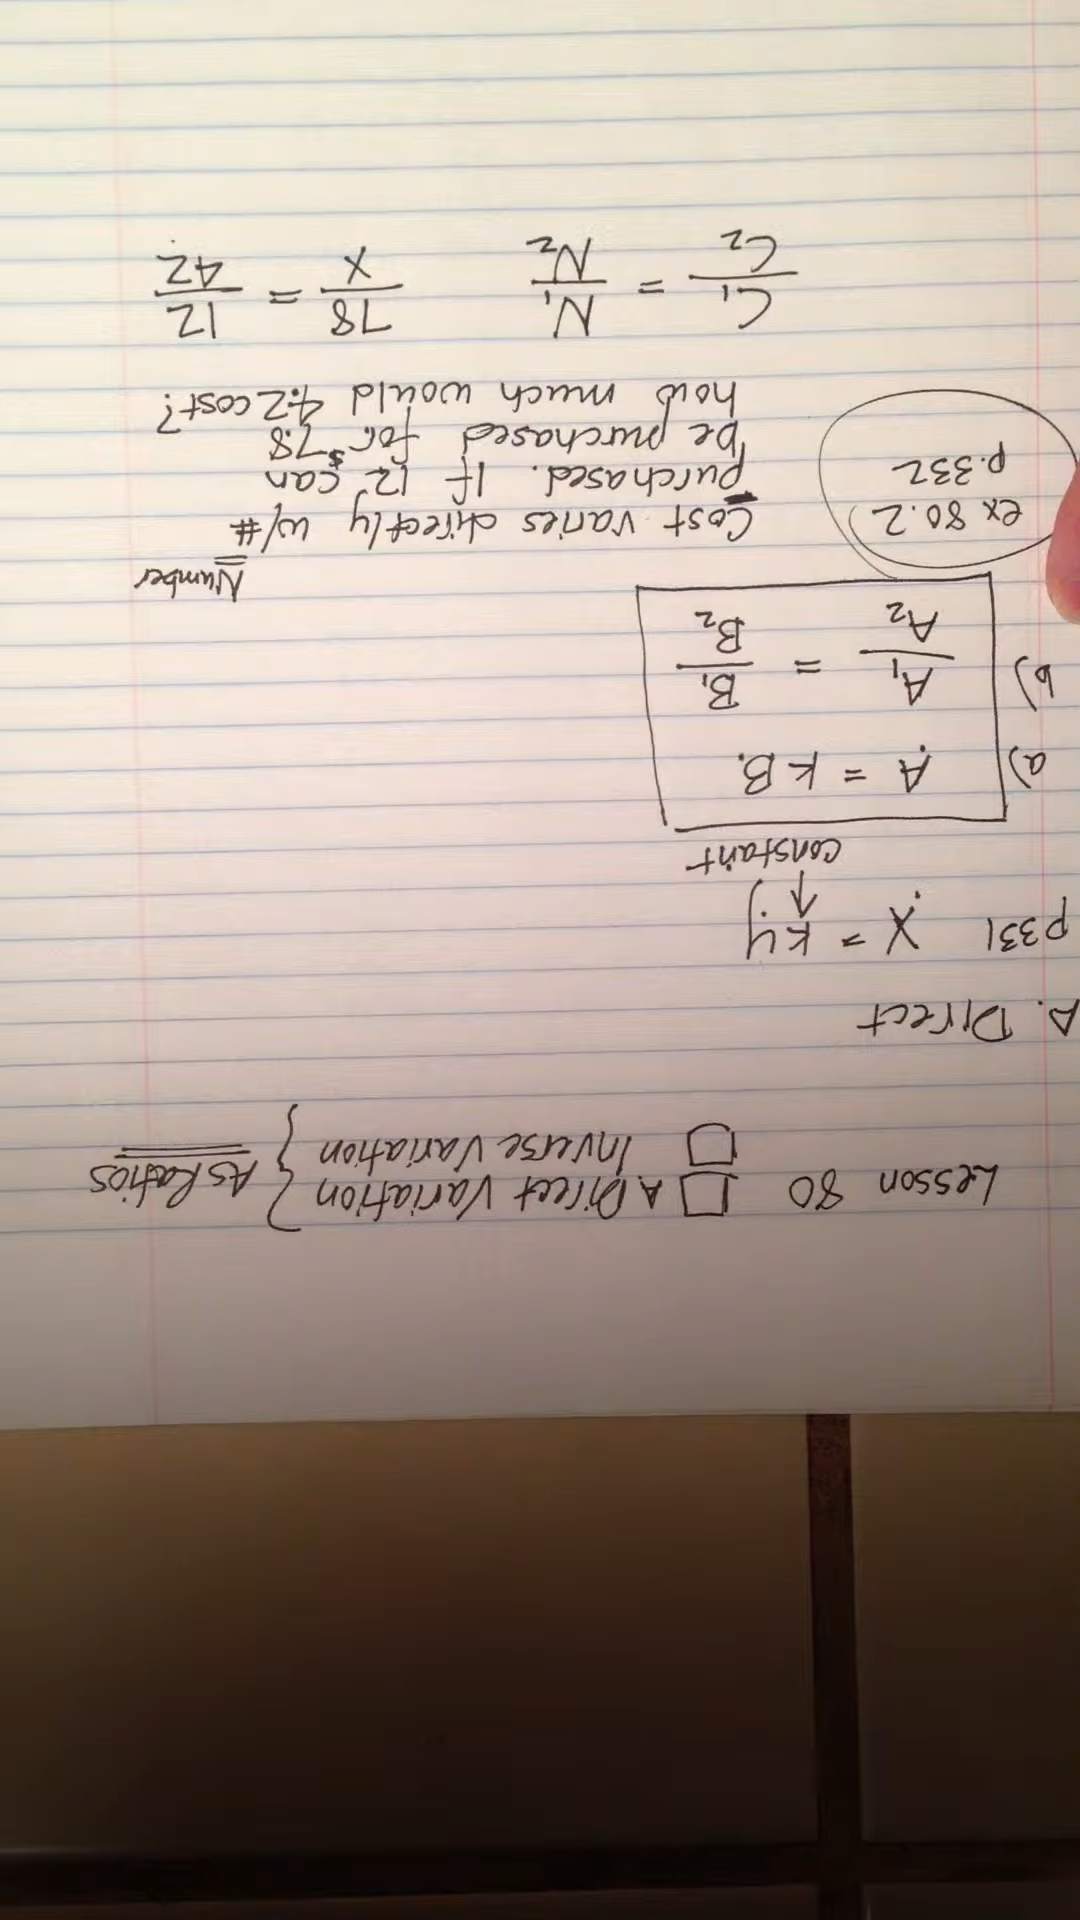 Lesson 80 A Direct Variation } As Ratios
Inverse Variation
A. Direct
p331 X = ky
↑
constant
a) A = kB
b) A₁/A₂ = B₁/B₂
Number
ex 80.2 Cost varies directly w/#
p.332 purchased. If 12 can
be purchased for $78
how much would 42 cost?
C₁/C₂ = N₁/N₂ 78/X = 12/42